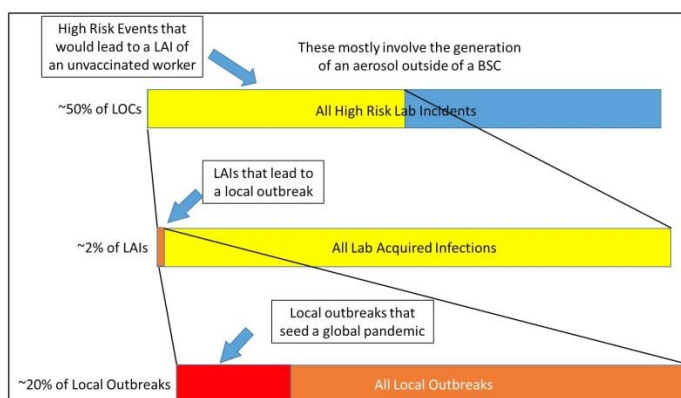 High Risk Events that
would lead to a LAI of
an unvaccinated worker
These mostly involve the generation
of an aerosol outside of a BSC
~50% of LOCs
All High Risk Lab Incidents
LAIs that lead to
a local outbreak
~2% of LAIs
All Lab Acquired Infections
Local outbreaks that
seed a global pandemic
~20% of Local Outbreaks
All Local Outbreaks